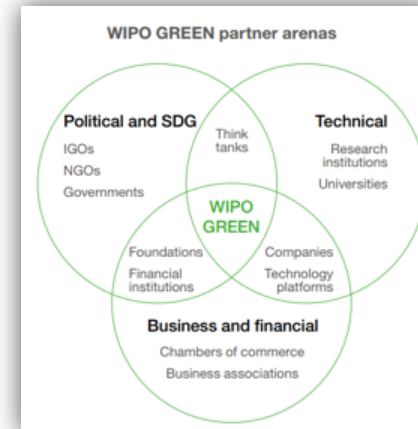 WIPO GREEN partner arenas
Political and SDG
IGOs
NGOs
Governments
Think
tanks
Technical
Research
institutions
Universities
WIPO
GREEN
Foundations
Financial
institutions
Companies
Technology
platforms
Business and financial
Chambers of commerce
Business associations